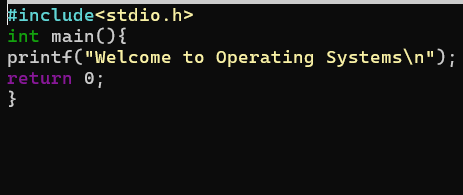 #include<stdio.h>
int main(){
printf("Welcome to Operating Systems\n");
return 0;
}